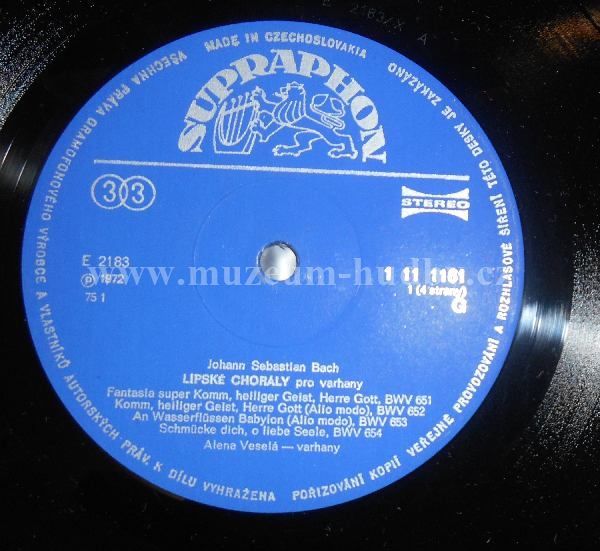 E 2183/X A
MADE IN CZECHOSLOVAKIA
VŠECHNA PRÁVA GRAMOFONOVÉHO VÝROBCE A VLASTNÍKŮ AUTORSKÝCH PRÁV, K DÍLU VYHRAŽENA POŘIZOVÁNÍ KOPIÍ VEŘEJNÉ PROVOZOVÁNÍ A ROZHLASOVÉ ŠÍŘENÍ TÉTO DESKY JE ZAKÁZÁNO
SUPRAPHON
33
STEREO
E 2183
℗ 1972
75 1
1 11 1161
1 (4 strany)
G
www.muzeum-hudby.cz
Johann Sebastian Bach
LIPSKÉ CHORÁLY pro varhany
Fantasia super Komm, heiliger Geist, Herre Gott, BWV 651
Komm, heiliger Geist, Herre Gott (Alio modo), BWV 652
An Wasserflüssen Babylon (Alio modo), BWV 653
Schmücke dich, o liebe Seele, BWV 654
Alena Veselá — varhany